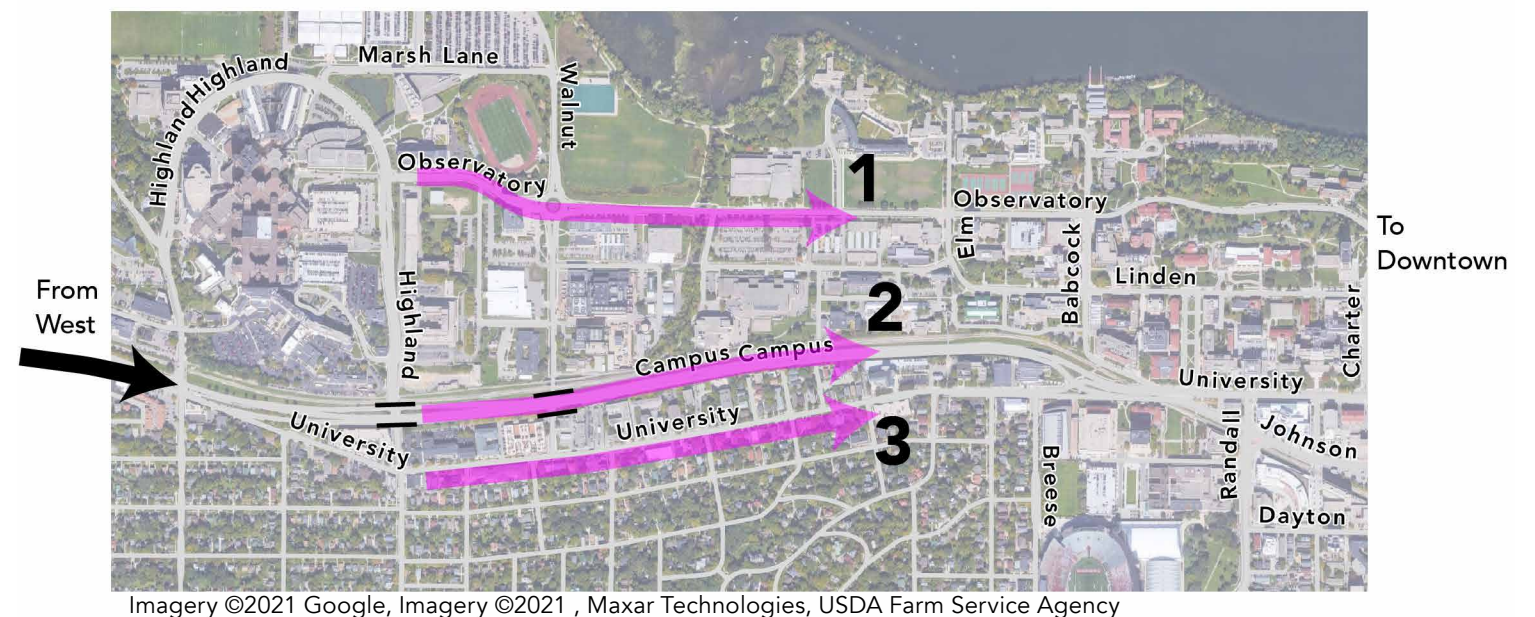 Marsh Lane
Highland
Highland
Walnut
Observatory
1
Observatory
Elm
Babcock
To
Downtown
Linden
From
West
Highland
2
Charter
Campus Campus
University
University
University
3
Randall
Johnson
Breese
Dayton
Imagery ©2021 Google, Imagery ©2021 , Maxar Technologies, USDA Farm Service Agency